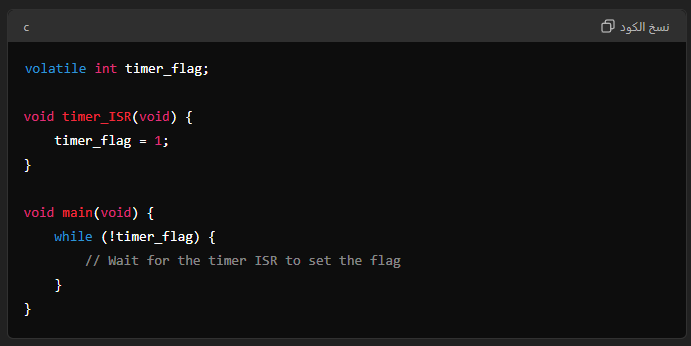 c
نسخ الكود
volatile int timer_flag;
void timer_ISR(void) {
    timer_flag = 1;
}
void main(void) {
    while (!timer_flag) {
        // Wait for the timer ISR to set the flag
    }
}